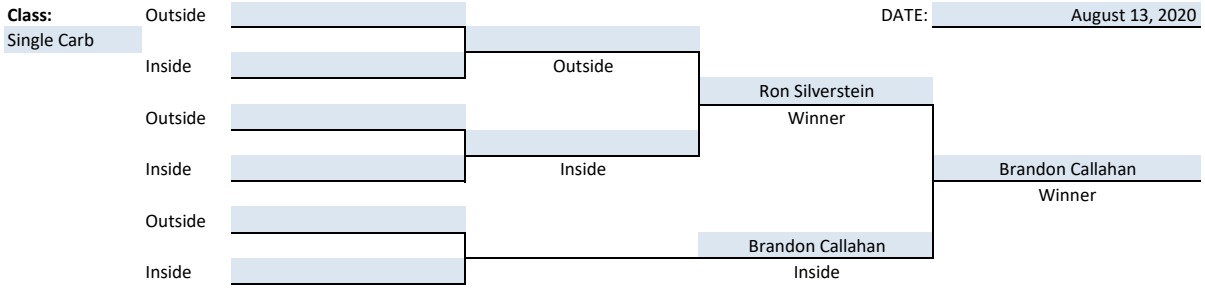 Class: Outside DATE: August 13, 2020
Single Carb
Inside Outside
Ron Silverstein
Outside Winner
Inside Inside Brandon Callahan
Winner
Outside
Brandon Callahan
Inside Inside